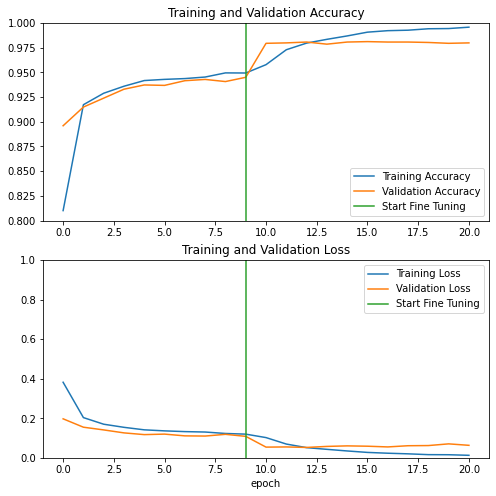 Training and Validation Accuracy
1.000
0.975
0.950
0.925
0.900
0.875
0.850
0.825
0.800
Training Accuracy
Validation Accuracy
Start Fine Tuning
0.0 2.5 5.0 7.5 10.0 12.5 15.0 17.5 20.0
Training and Validation Loss
1.0
0.8
0.6
0.4
0.2
0.0
Training Loss
Validation Loss
Start Fine Tuning
0.0 2.5 5.0 7.5 10.0 12.5 15.0 17.5 20.0
epoch